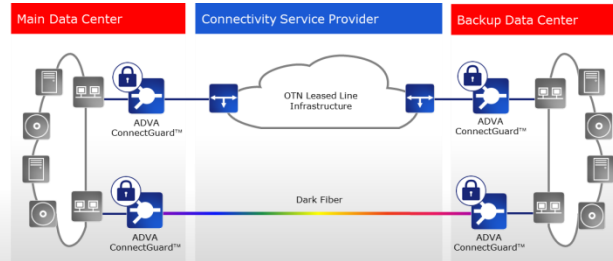 Main Data Center
Connectivity Service Provider
Backup Data Center
OTN Leased Line
Infrastructure
ADVA
ConnectGuard™
ADVA
ConnectGuard™
Dark Fiber
ADVA
ConnectGuard™
ADVA
ConnectGuard™